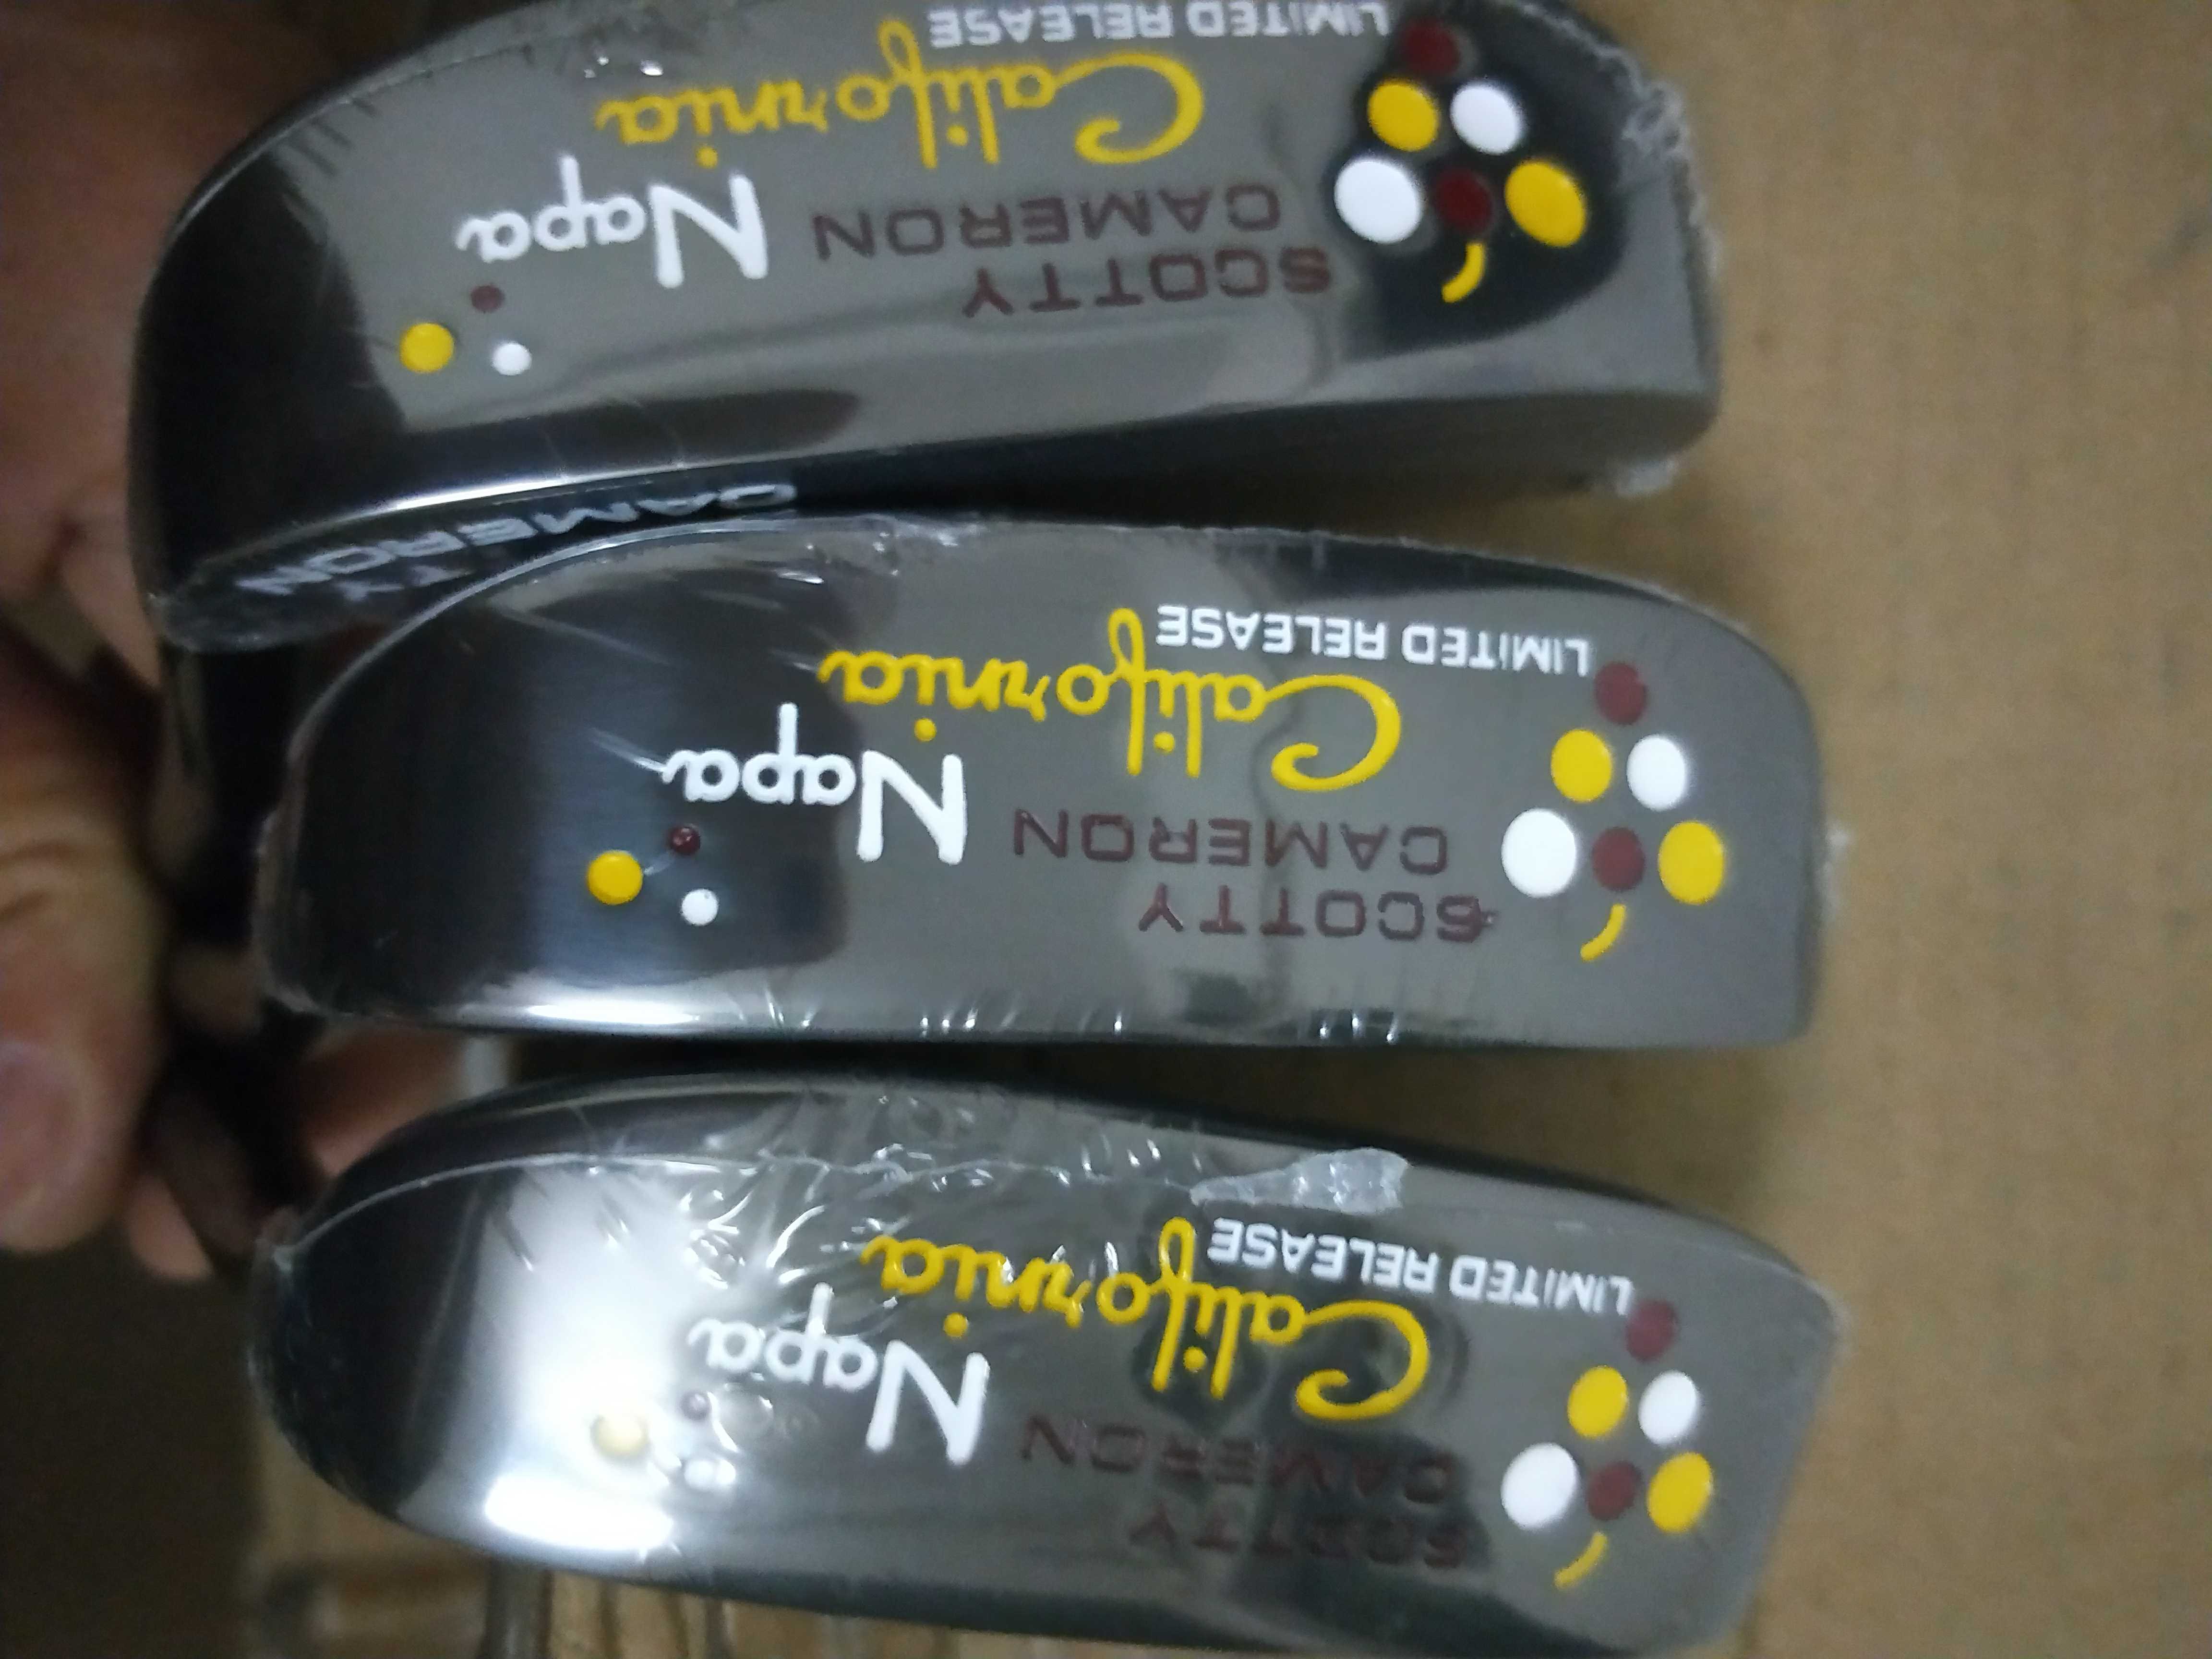 SCOTTY
CAMERON
Napa
California
LIMITED RELEASE
CAMERON
SCOTTY
CAMERON
Napa
California
LIMITED RELEASE
SCOTTY
CAMERON
Napa
California
LIMITED RELEASE